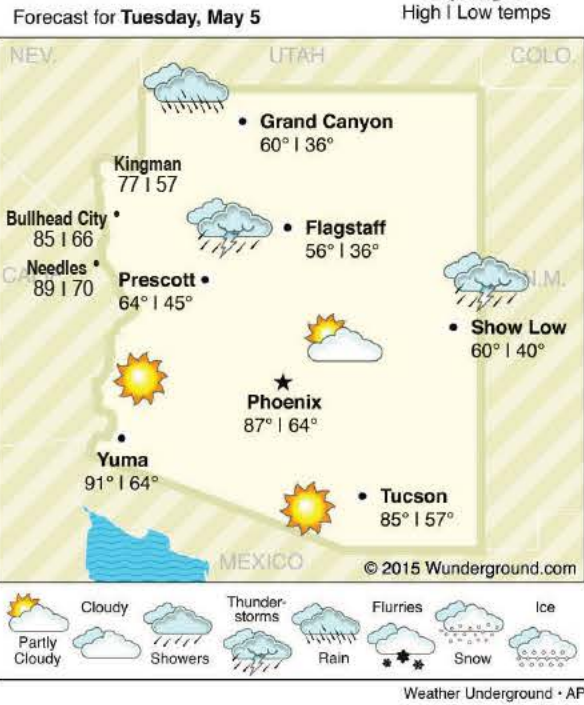 High | Low temps
Forecast for Tuesday, May 5
NEV.
UTAH
COLO.
Grand Canyon
60° | 36°
Kingman
77 | 57
Bullhead City
85 | 66
Flagstaff
56° | 36°
Needles
89 | 70
Prescott
64° | 45°
N.M.
Show Low
60° | 40°
Phoenix
87° | 64°
Yuma
91° | 64°
Tucson
85° | 57°
MEXICO
© 2015 Wunderground.com
Partly
Cloudy
Cloudy
Showers
Thunder-
storms
Rain
Flurries
Snow
Ice
Weather Underground • AP